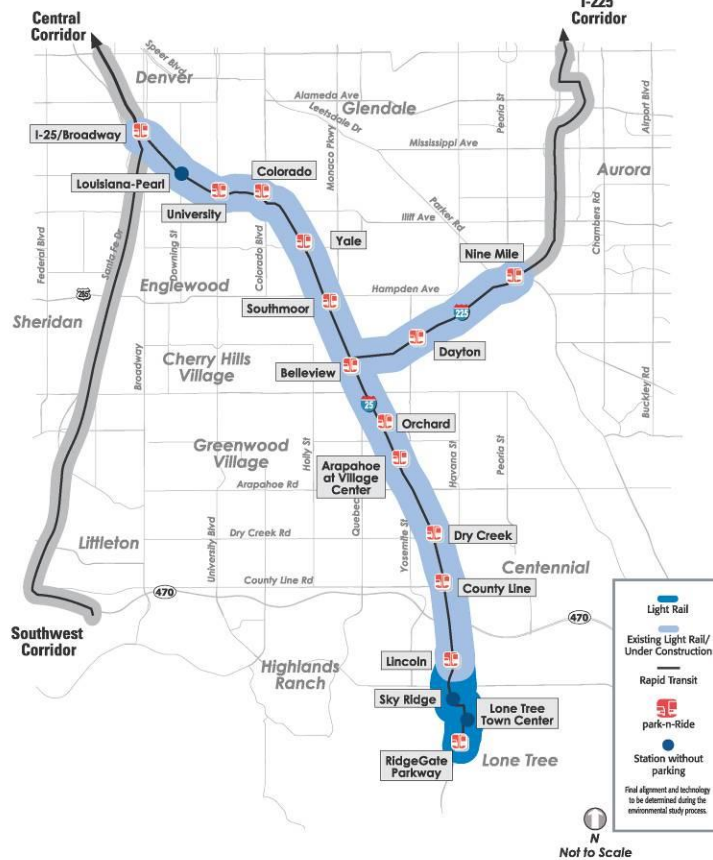 Central
Corridor
I-225
Corridor
Speer Blvd
Denver
Alameda Ave
Glendale
Leetsdale Dr
Peoria St
Airport Blvd
I-25/Broadway
Monaco Pkwy
Mississippi Ave
Louisiana-Pearl
Colorado
Aurora
University
Parker Rd
Iliff Ave
Chambers Rd
Federal Blvd
Santa Fe Dr
Downing St
Colorado Blvd
Yale
Nine Mile
Englewood
285
Hampden Ave
Southmoor
225
Sheridan
Dayton
Cherry Hills
Village
Broadway
Belleview
Buckley Rd
25
Orchard
Greenwood
Village
Holly St
Havana St
Peoria St
Arapahoe
at Village
Center
Arapahoe Rd
Quebec
Littleton
University Blvd
Dry Creek Rd
Yosemite St
Dry Creek
Centennial
County Line Rd
County Line
470
470
Southwest
Corridor
Lincoln
Highlands
Ranch
Sky Ridge
Lone Tree
Town Center
RidgeGate
Parkway
Lone Tree
Light Rail
Existing Light Rail/
Under Construction
Rapid Transit
park-n-Ride
Station without
parking
Final alignment and technology
to be determined during the
environmental study process.
N
Not to Scale